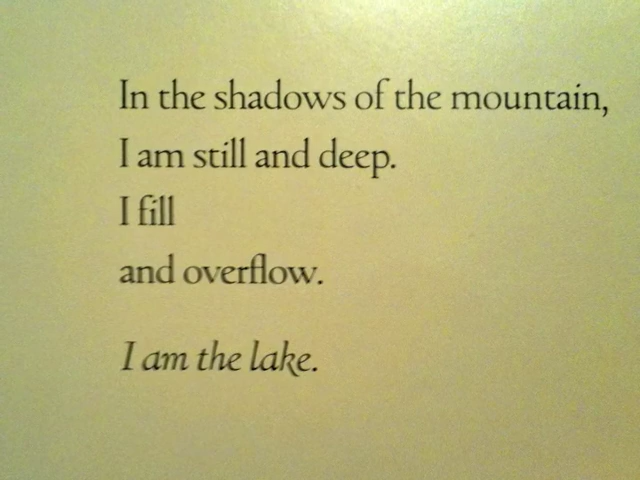 In the shadows of the mountain,
I am still and deep.
I fill
and overflow.
I am the lake.